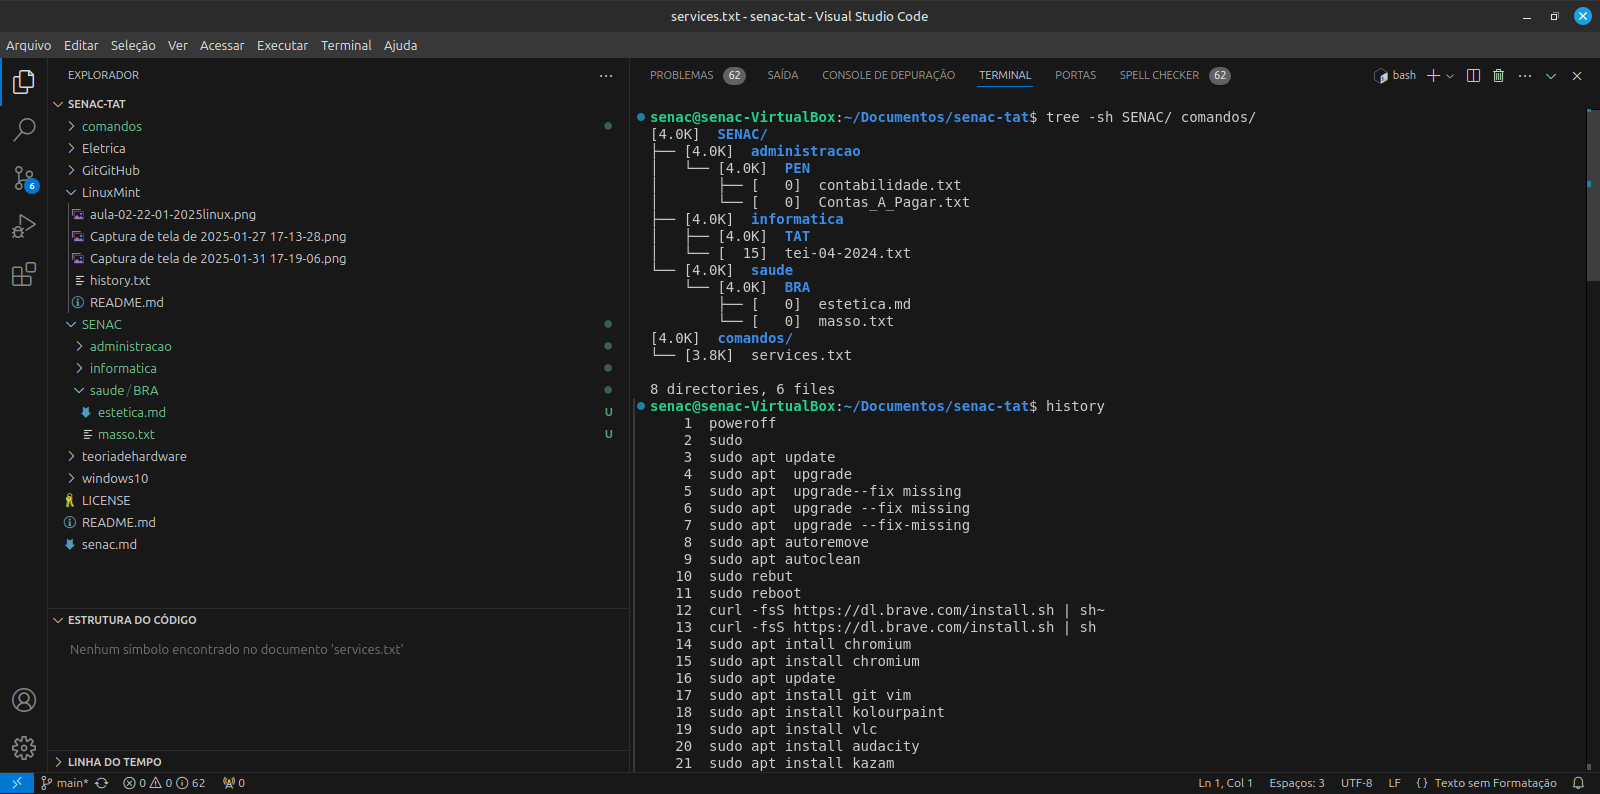 services.txt - senac-tat - Visual Studio Code
Arquivo Editar Seleção Ver Acessar Executar Terminal Ajuda
EXPLORADOR
SENAC-TAT
comandos
Eletrica
GitGitHub
LinuxMint
aula-02-22-01-2025linux.png
Captura de tela de 2025-01-27 17-13-28.png
Captura de tela de 2025-01-31 17-19-06.png
history.txt
README.md
SENAC
administracao
informatica
saude/BRA
estetica.md U
masso.txt U
teoriadehardware
windows10
LICENSE
README.md
senac.md
ESTRUTURA DO CÓDIGO
Nenhum símbolo encontrado no documento 'services.txt'
LINHA DO TEMPO
6
PROBLEMAS 62 SAÍDA CONSOLE DE DEPURAÇÃO TERMINAL PORTAS SPELL CHECKER 62 bash
senac@senac-VirtualBox:~/Documentos/senac-tat$ tree -sh SENAC/ comandos/
[4.0K]  SENAC/
├── [4.0K]  administracao
│   └── [4.0K]  PEN
│       ├── [   0]  contabilidade.txt
│       └── [   0]  Contas_A_Pagar.txt
├── [4.0K]  informatica
│   ├── [4.0K]  TAT
│   └── [  15]  tei-04-2024.txt
└── [4.0K]  saude
    └── [4.0K]  BRA
        ├── [   0]  estetica.md
        └── [   0]  masso.txt
[4.0K]  comandos/
└── [3.8K]  services.txt
8 directories, 6 files
senac@senac-VirtualBox:~/Documentos/senac-tat$ history
1  poweroff
2  sudo
3  sudo apt update
4  sudo apt  upgrade
5  sudo apt  upgrade--fix missing
6  sudo apt  upgrade --fix missing
7  sudo apt  upgrade --fix-missing
8  sudo apt autoremove
9  sudo apt autoclean
10  sudo rebut
11  sudo reboot
12  curl -fsS https://dl.brave.com/install.sh | sh~
13  curl -fsS https://dl.brave.com/install.sh | sh
14  sudo apt intall chromium
15  sudo apt install chromium
16  sudo apt update
17  sudo apt install git vim
18  sudo apt install kolourpaint
19  sudo apt install vlc
20  sudo apt install audacity
21  sudo apt install kazam
main* 0 0 62 0 Ln 1, Col 1 Espaços: 3 UTF-8 LF {} Texto sem Formatação